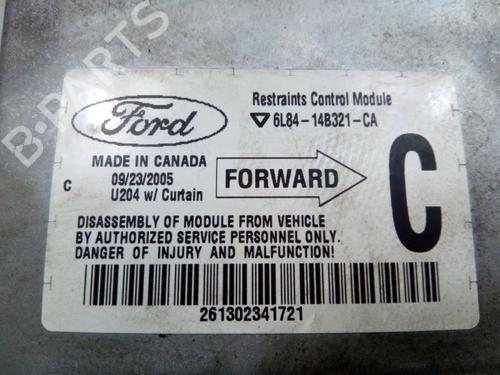 B-PARTS
Ford
Restraints Control Module
6L84-14B321-CA
MADE IN CANADA
09/23/2005
C
U204 w/ Curtain
FORWARD
C
DISASSEMBLY OF MODULE FROM VEHICLE
BY AUTHORIZED SERVICE PERSONNEL ONLY.
DANGER OF INJURY AND MALFUNCTION!
261302341721